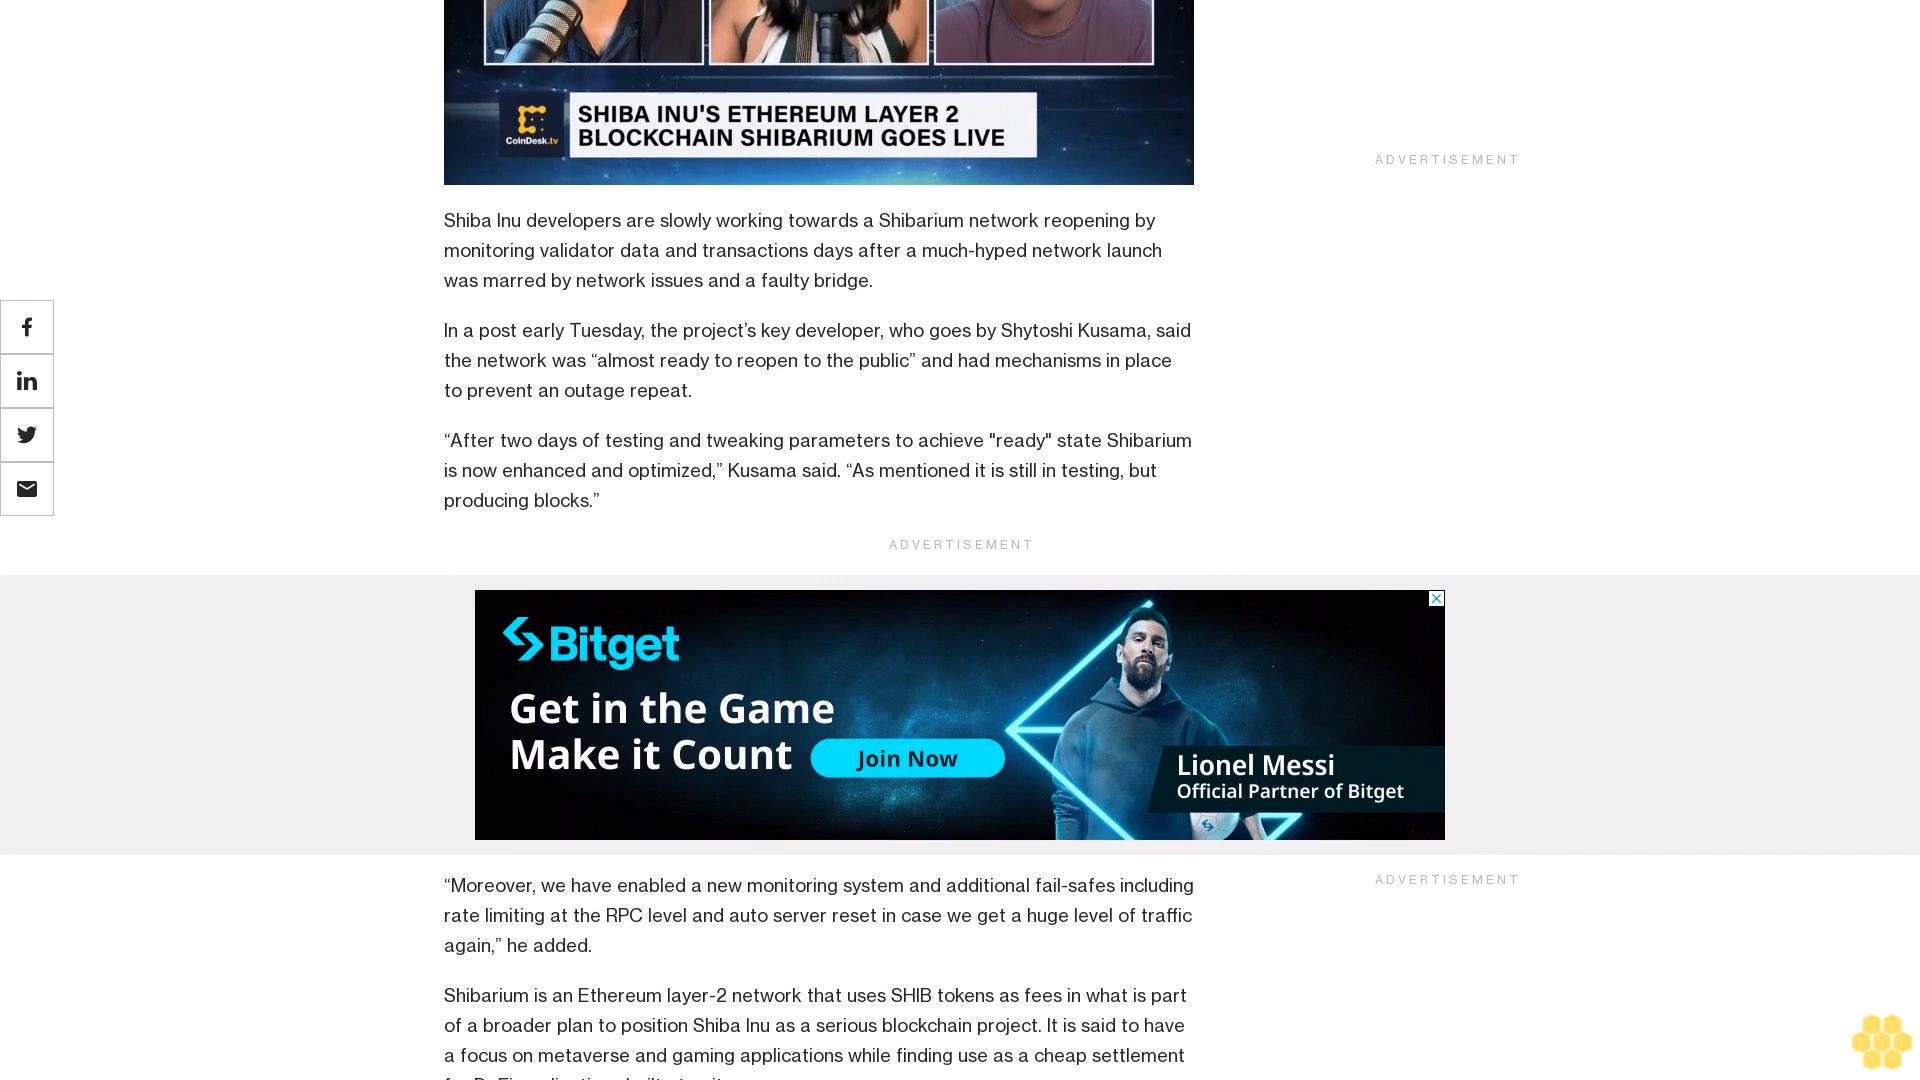 SHIBA INU'S ETHEREUM LAYER 2
BLOCKCHAIN SHIBARIUM GOES LIVE
CoinDesk.tv
ADVERTISEMENT
Shiba Inu developers are slowly working towards a Shibarium network reopening by
monitoring validator data and transactions days after a much-hyped network launch
was marred by network issues and a faulty bridge.
In a post early Tuesday, the project’s key developer, who goes by Shytoshi Kusama, said
the network was “almost ready to reopen to the public” and had mechanisms in place
to prevent an outage repeat.
“After two days of testing and tweaking parameters to achieve "ready" state Shibarium
is now enhanced and optimized,” Kusama said. “As mentioned it is still in testing, but
producing blocks.”
ADVERTISEMENT
Bitget
Get in the Game
Make it Count
Join Now
Lionel Messi
Official Partner of Bitget
“Moreover, we have enabled a new monitoring system and additional fail-safes including
rate limiting at the RPC level and auto server reset in case we get a huge level of traffic
again,” he added.
ADVERTISEMENT
Shibarium is an Ethereum layer-2 network that uses SHIB tokens as fees in what is part
of a broader plan to position Shiba Inu as a serious blockchain project. It is said to have
a focus on metaverse and gaming applications while finding use as a cheap settlement